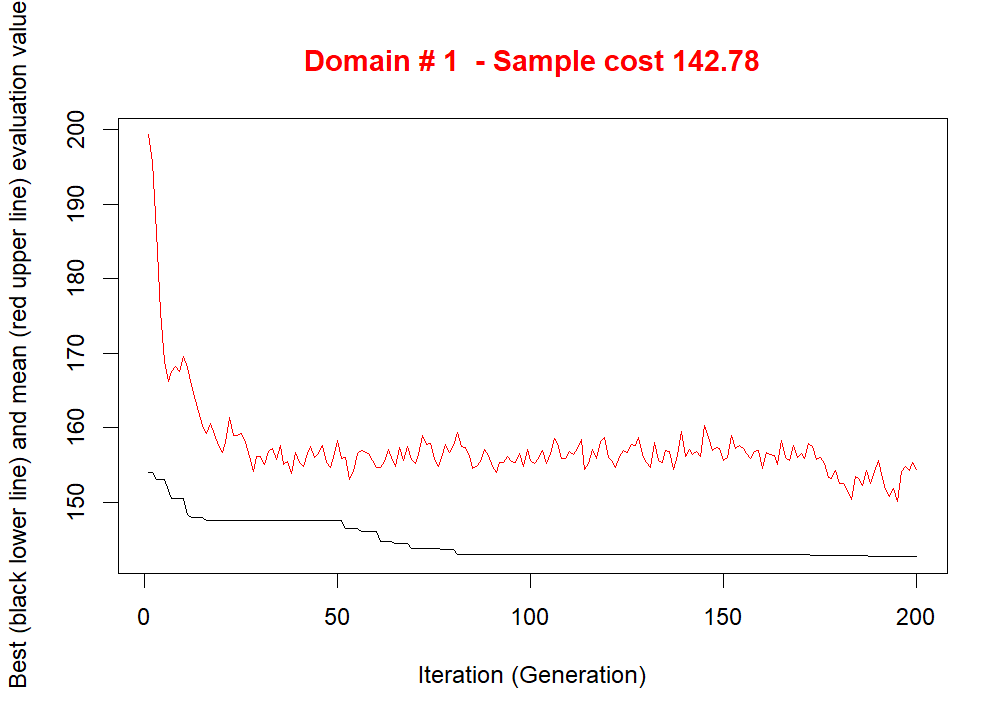 Domain # 1  - Sample cost 142.78
Best (black lower line) and mean (red upper line) evaluation value
200
190
180
170
160
150
0 50 100 150 200
Iteration (Generation)